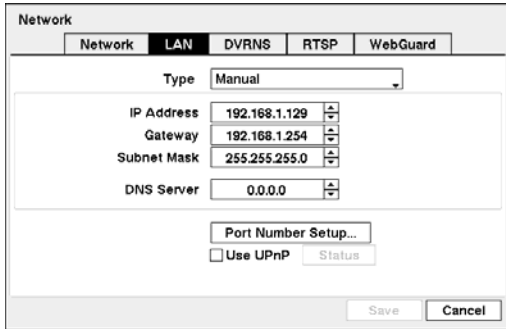 Network
Network LAN DVRNS RTSP WebGuard
Type Manual
IP Address 192.168.1.129
Gateway 192.168.1.254
Subnet Mask 255.255.255.0
DNS Server 0.0.0.0
Port Number Setup...
Use UPnP Status
Save Cancel